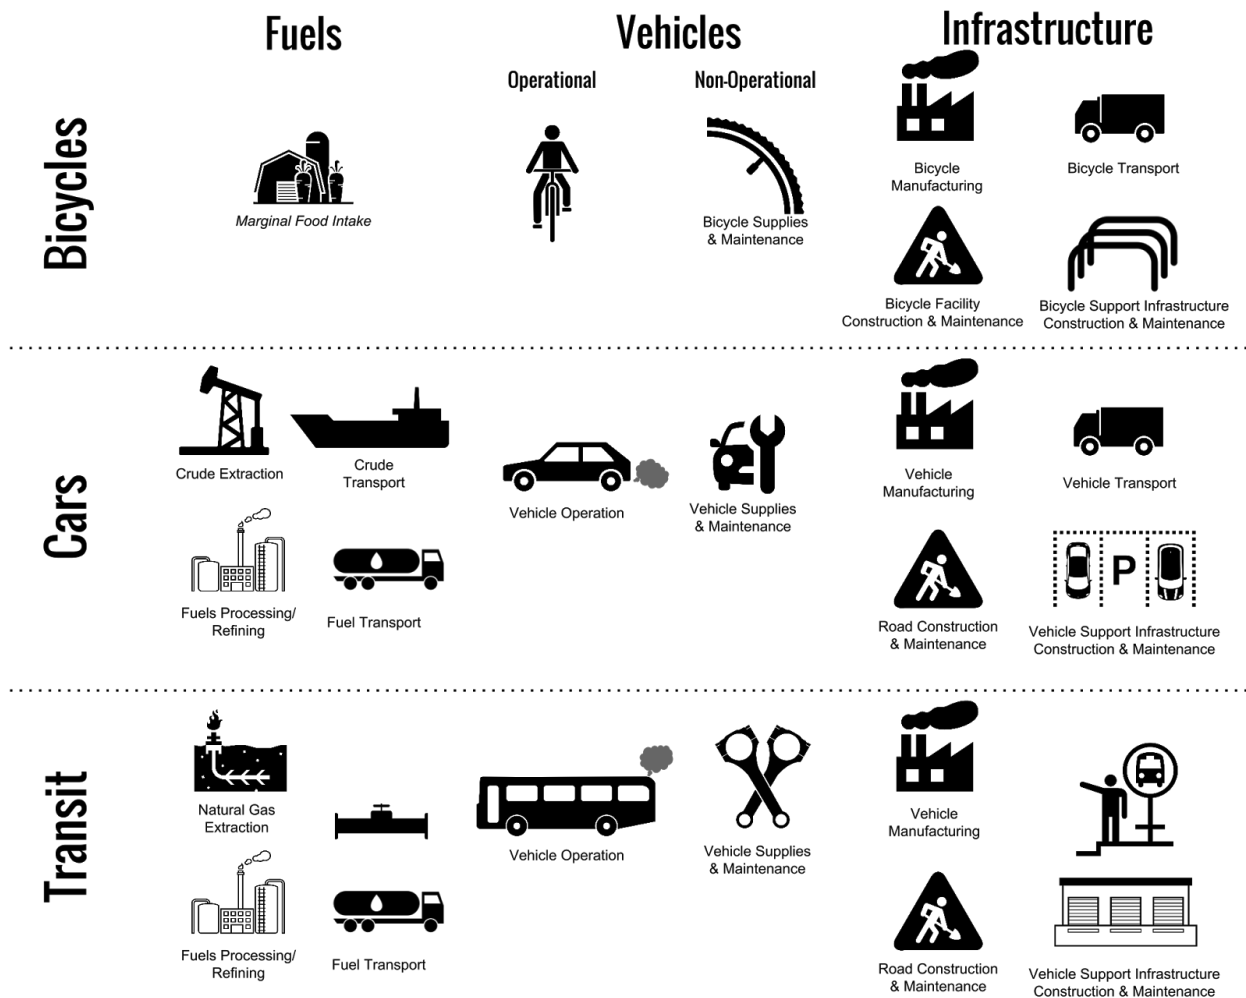 Fuels
Vehicles
Infrastructure
Operational
Non-Operational
Bicycles
Marginal Food Intake
Bicycle Supplies
& Maintenance
Bicycle
Manufacturing
Bicycle Transport
Bicycle Facility
Construction & Maintenance
Bicycle Support Infrastructure
Construction & Maintenance
Cars
Crude Extraction
Crude
Transport
Fuels Processing/
Refining
Fuel Transport
Vehicle Operation
Vehicle Supplies
& Maintenance
Vehicle
Manufacturing
Vehicle Transport
Road Construction
& Maintenance
P
Vehicle Support Infrastructure
Construction & Maintenance
Transit
Natural Gas
Extraction
Fuels Processing/
Refining
Fuel Transport
Vehicle Operation
Vehicle Supplies
& Maintenance
Vehicle
Manufacturing
Road Construction
& Maintenance
Vehicle Support Infrastructure
Construction & Maintenance